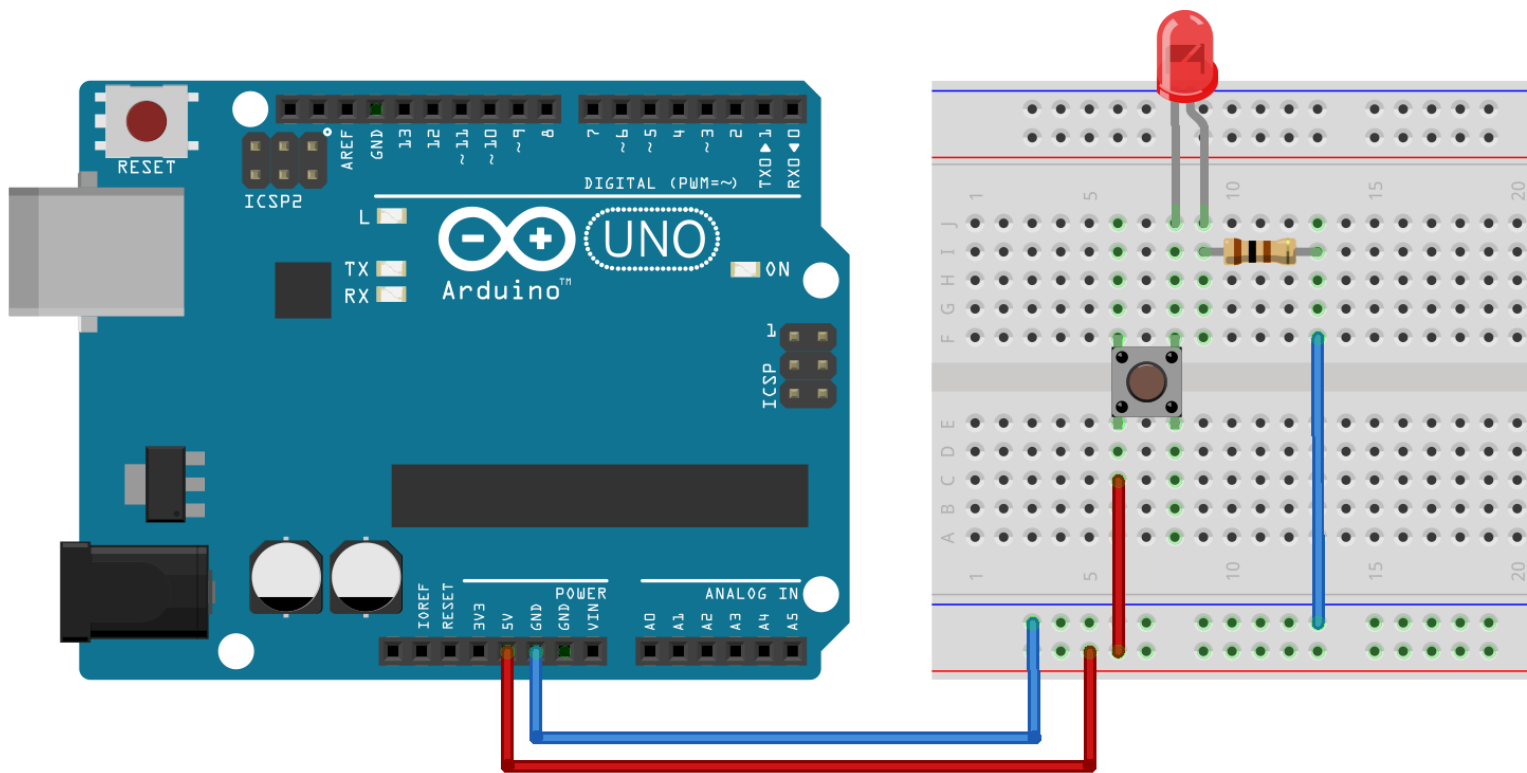 RESET
ICSP2
AREF
GND
13
12
~11
~10
~9
8
7
~6
~5
4
~3
2
TX0▶1
RX0◀0
DIGITAL (PWM=~)
L
TX
RX
UNO
Arduino™
ON
1
ICSP
IOREF
RESET
3V3
5V
GND
GND
VIN
POWER
A0
A1
A2
A3
A4
A5
ANALOG IN
1
5
10
15
20
J
I
H
G
F
E
D
C
B
A
1
5
10
15
20